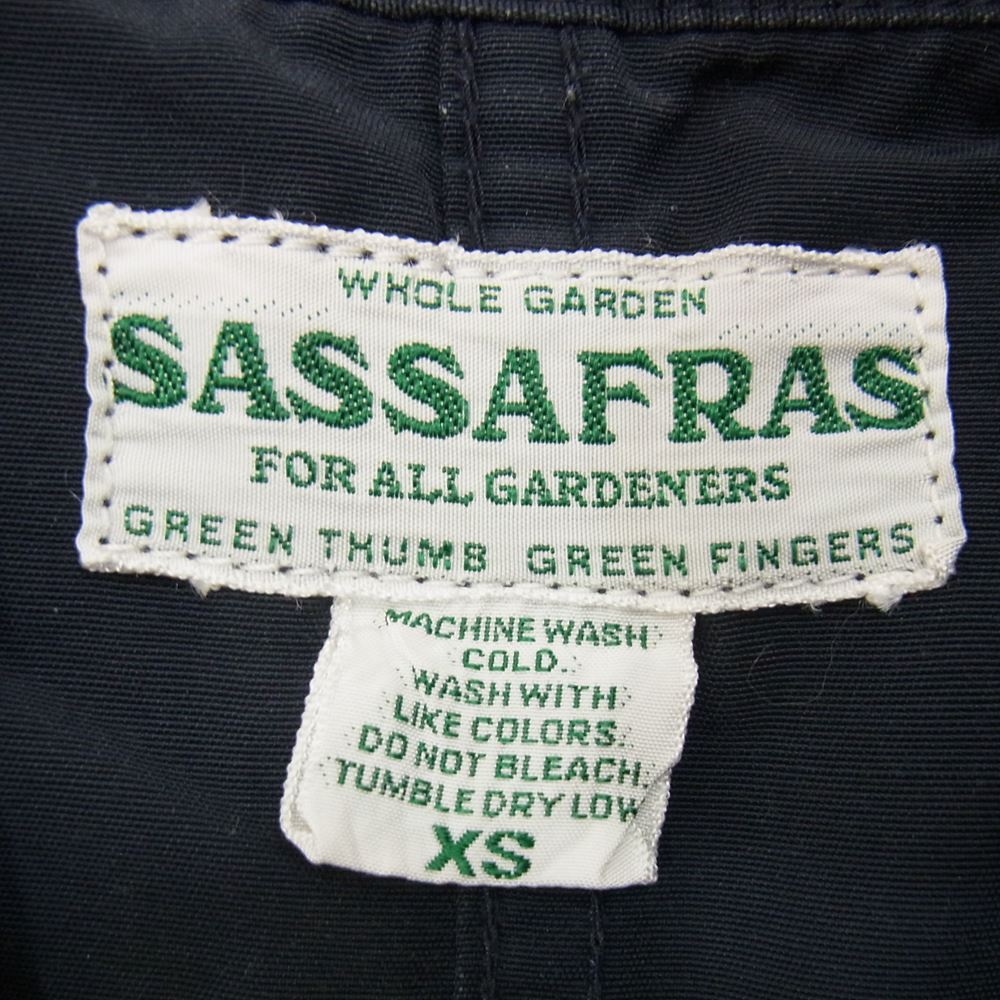 WHOLE GARDEN
SASSAFRAS
FOR ALL GARDENERS
GREEN THUMB GREEN FINGERS
MACHINE WASH
COLD.
WASH WITH
LIKE COLORS.
DO NOT BLEACH.
TUMBLE DRY LOW
XS